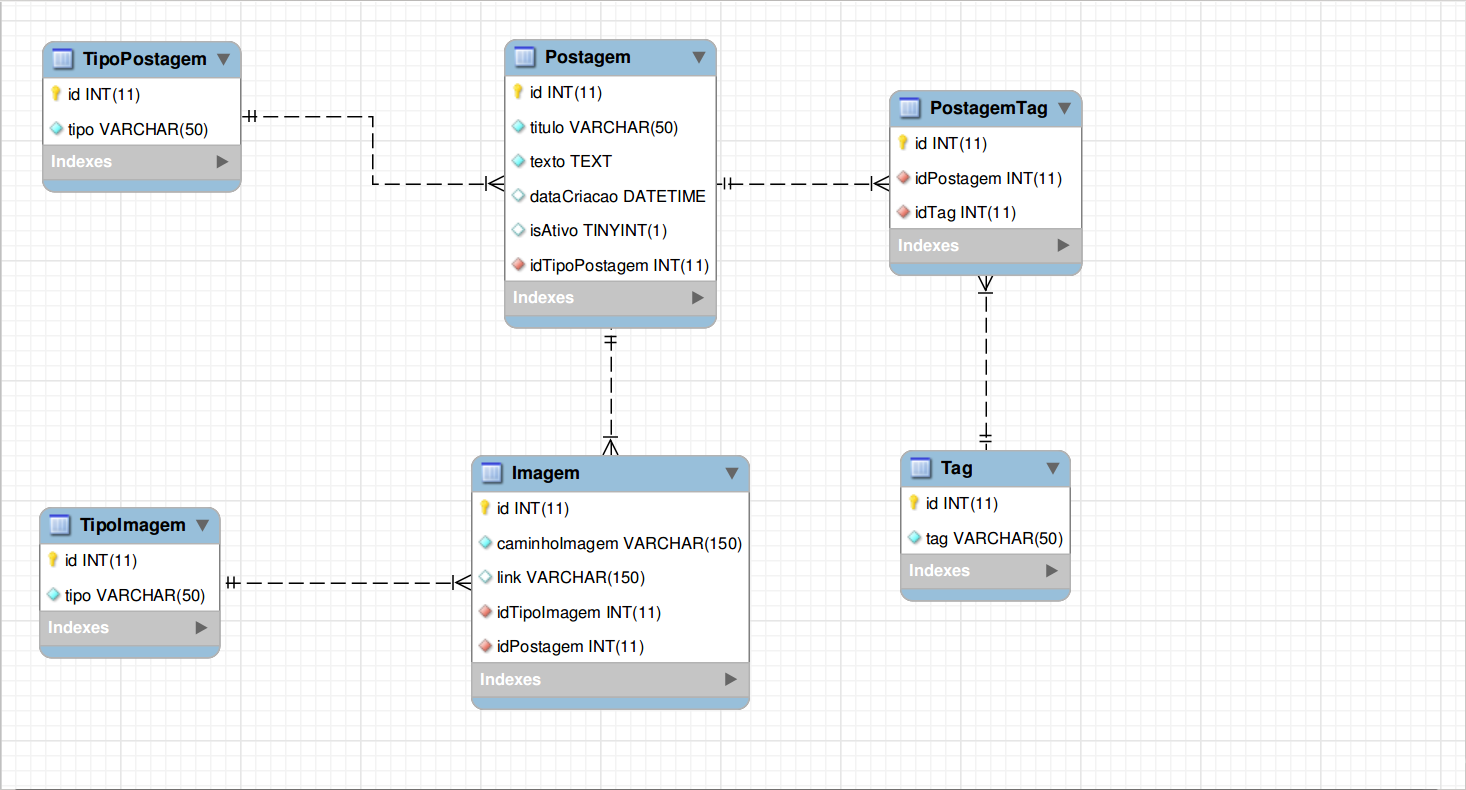 TipoPostagem
id INT(11)
tipo VARCHAR(50)
Indexes
Postagem
id INT(11)
titulo VARCHAR(50)
texto TEXT
dataCriacao DATETIME
isAtivo TINYINT(1)
idTipoPostagem INT(11)
Indexes
PostagemTag
id INT(11)
idPostagem INT(11)
idTag INT(11)
Indexes
TipoImagem
id INT(11)
tipo VARCHAR(50)
Indexes
Imagem
id INT(11)
caminhoImagem VARCHAR(150)
link VARCHAR(150)
idTipoImagem INT(11)
idPostagem INT(11)
Indexes
Tag
id INT(11)
tag VARCHAR(50)
Indexes